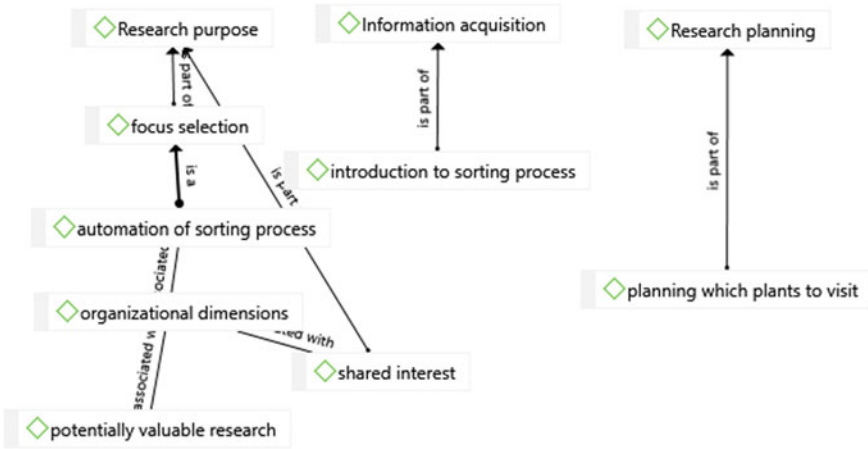 Research purpose
Information acquisition
Research planning
is part of
focus selection
is part of
is part of
introduction to sorting process
is a
is part
automation of sorting process
planning which plants to visit
organizational dimensions
with
associated
shared interest
potentially valuable research